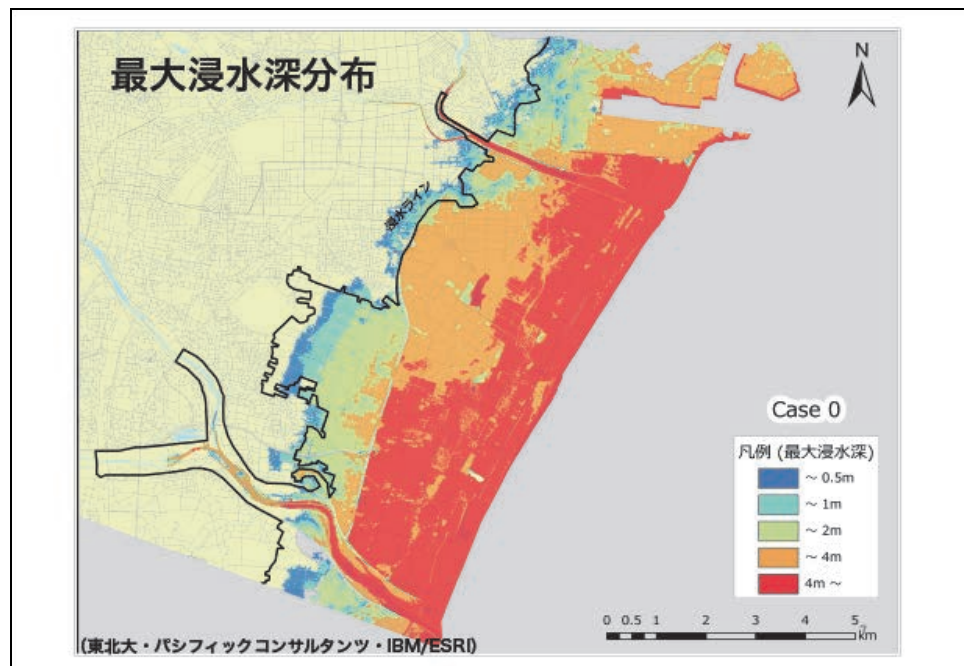 最大浸水深分布
N
浸水ライン
Case 0
凡例 (最大浸水深)
～ 0.5m
～ 1m
～ 2m
～ 4m
4m ～
0 0.5 1 2 3 4 5
km
(東北大・パシフィックコンサルタンツ・IBM/ESRI)